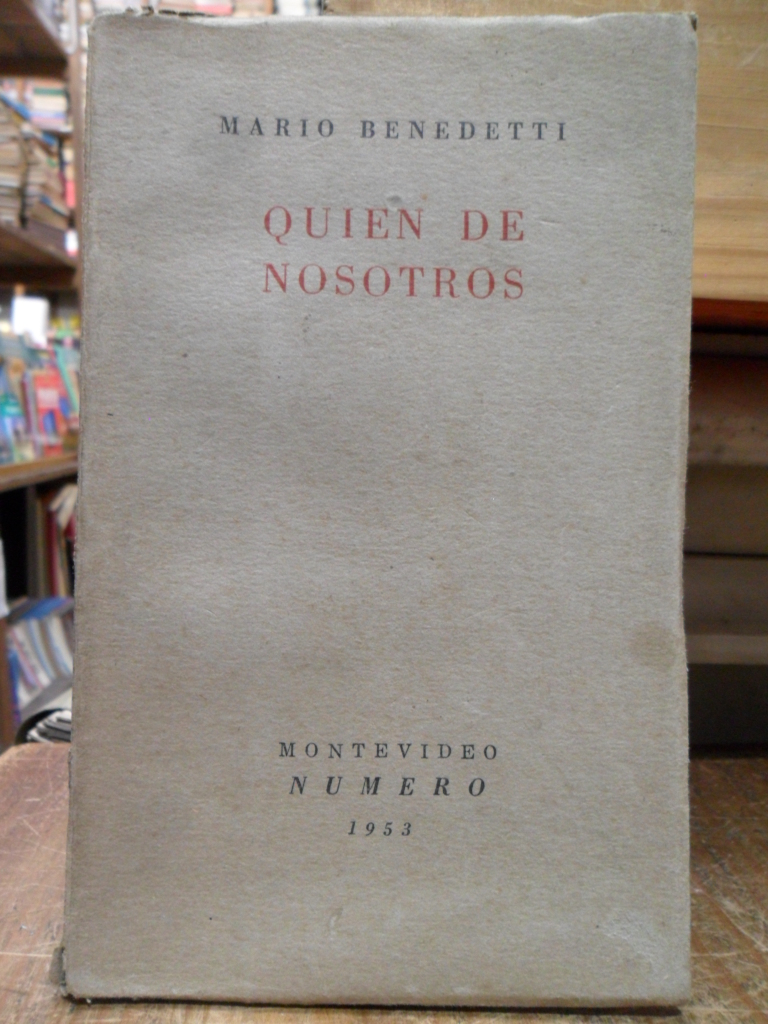 MARIO BENEDETTI
QUIEN DE
NOSOTROS
MONTEVIDEO
NUMERO
1953